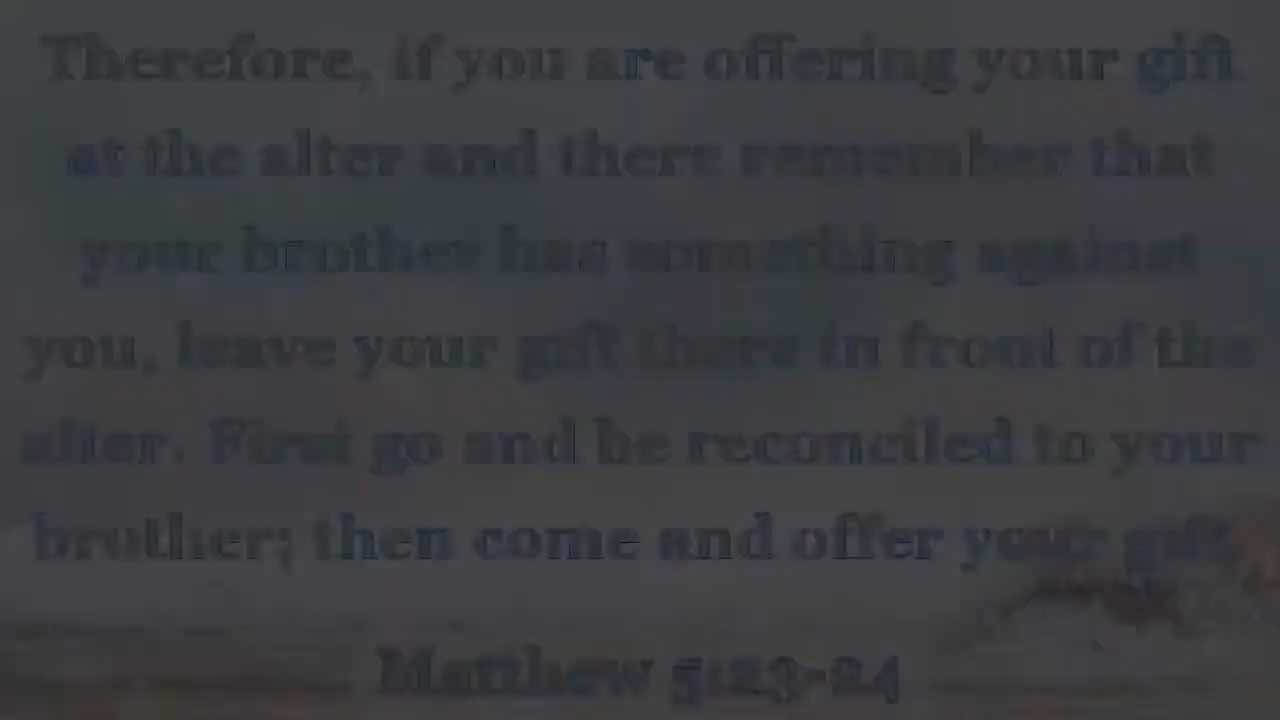 Therefore, if you are offering your gift
at the alter and there remember that
your brother has something against
you, leave your gift there in front of the
alter. First go and be reconciled to your
brother; then come and offer your gift.
Matthew 5:23-24